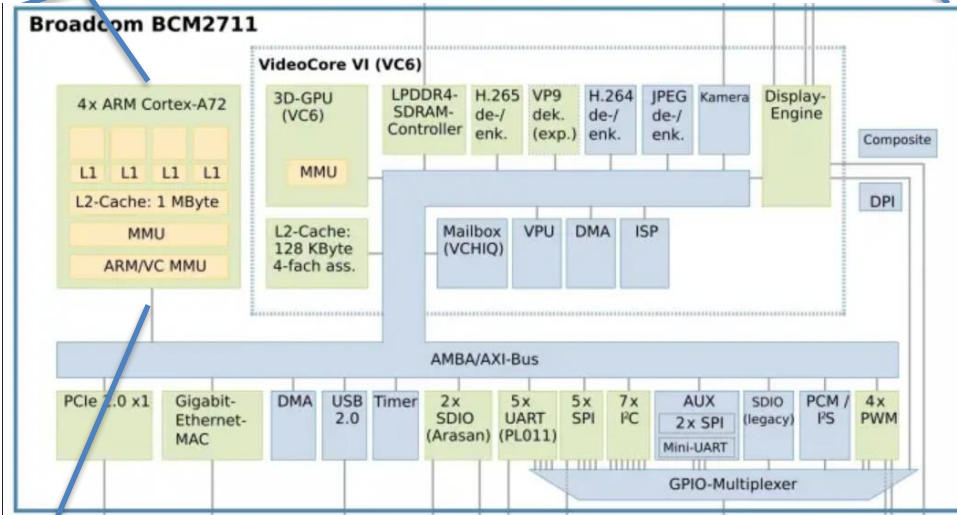 Broadcom BCM2711
VideoCore VI (VC6)
4x ARM Cortex-A72
L1 L1 L1 L1
L2-Cache: 1 MByte
MMU
ARM/VC MMU
3D-GPU
(VC6)
MMU
L2-Cache:
128 KByte
4-fach ass.
LPDDR4-
SDRAM-
Controller
H.265
de-/
enk.
VP9
dek.
(exp.)
H.264
de-/
enk.
JPEG
de-/
enk.
Kamera
Display-
Engine
Composite
DPI
Mailbox
(VCHIQ)
VPU
DMA
ISP
AMBA/AXI-Bus
PCIe 2.0 x1
Gigabit-
Ethernet-
MAC
DMA
USB
2.0
Timer
2x
SDIO
(Arasan)
5x
UART
(PL011)
5x
SPI
7x
I²C
AUX
2x SPI
Mini-UART
SDIO
(legacy)
PCM /
I²S
4x
PWM
GPIO-Multiplexer